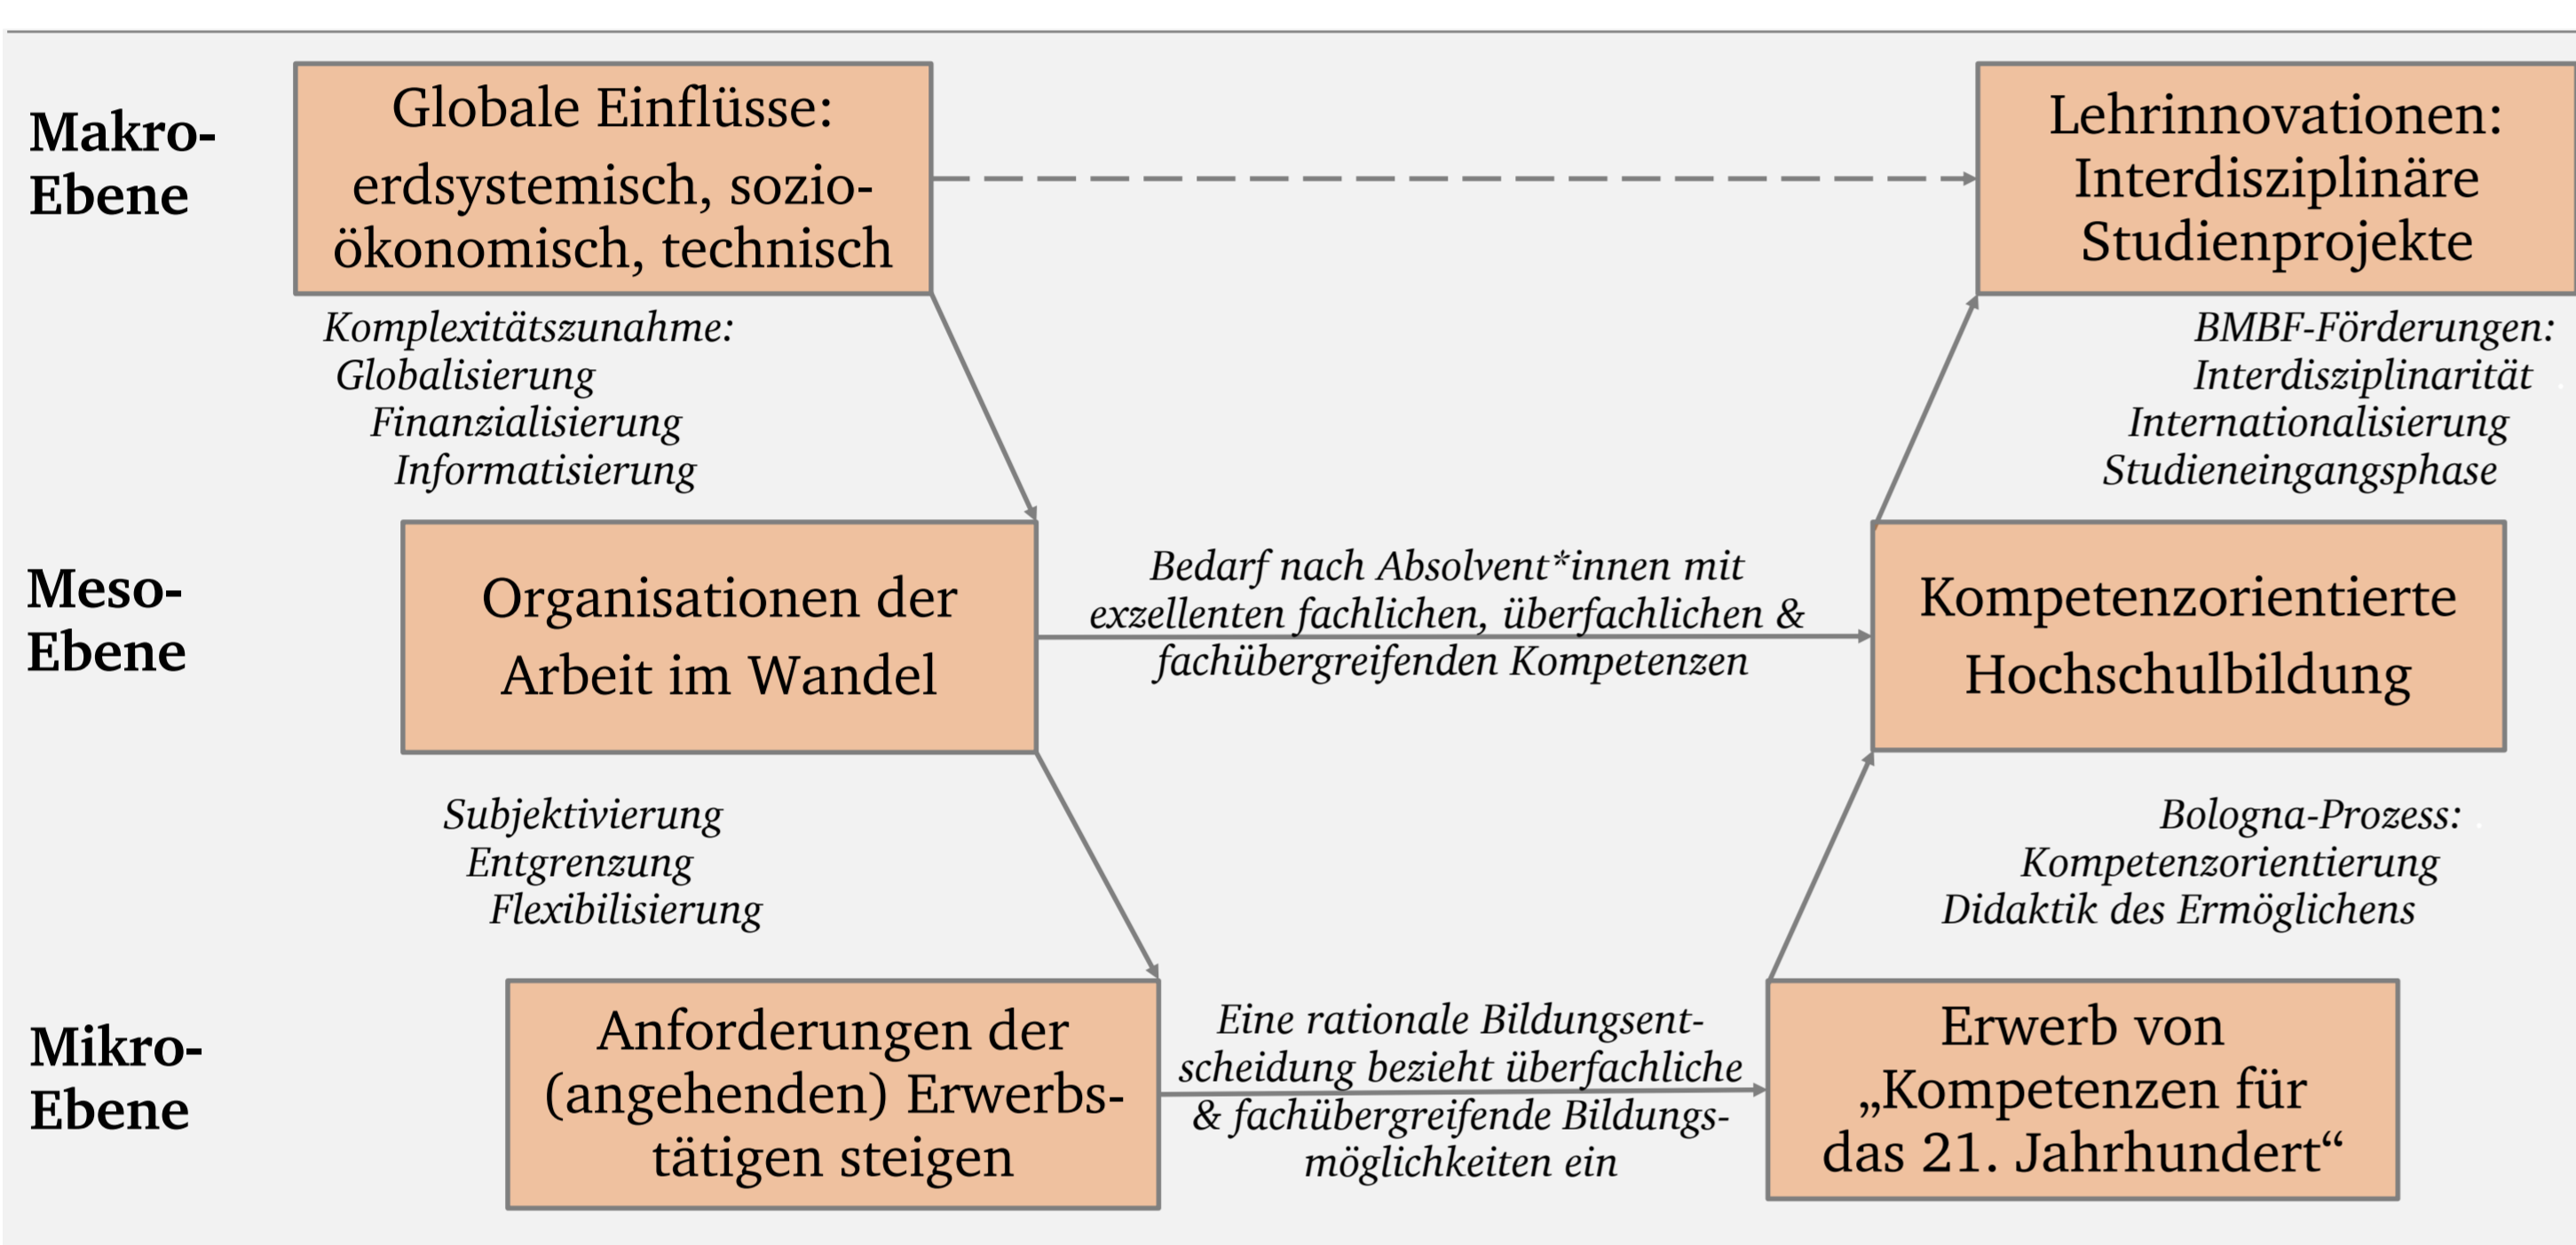 Makro-
Ebene
Globale Einflüsse:
erdsystemisch, sozio-
ökonomisch, technisch
Lehrinnovationen:
Interdisziplinäre
Studienprojekte
Komplexitätszunahme:
Globalisierung
Finanzialisierung
Informatisierung
BMBF-Förderungen:
Interdisziplinarität
Internationalisierung
Studieneingangsphase
Meso-
Ebene
Organisationen der
Arbeit im Wandel
Bedarf nach Absolvent*innen mit
exzellenten fachlichen, überfachlichen &
fachübergreifenden Kompetenzen
Kompetenzorientierte
Hochschulbildung
Subjektivierung
Entgrenzung
Flexibilisierung
Bologna-Prozess:
Kompetenzorientierung
Didaktik des Ermöglichens
Mikro-
Ebene
Anforderungen der
(angehenden) Erwerbs-
tätigen steigen
Eine rationale Bildungsent-
scheidung bezieht überfachliche
& fachübergreifende Bildungs-
möglichkeiten ein
Erwerb von
„Kompetenzen für
das 21. Jahrhundert“